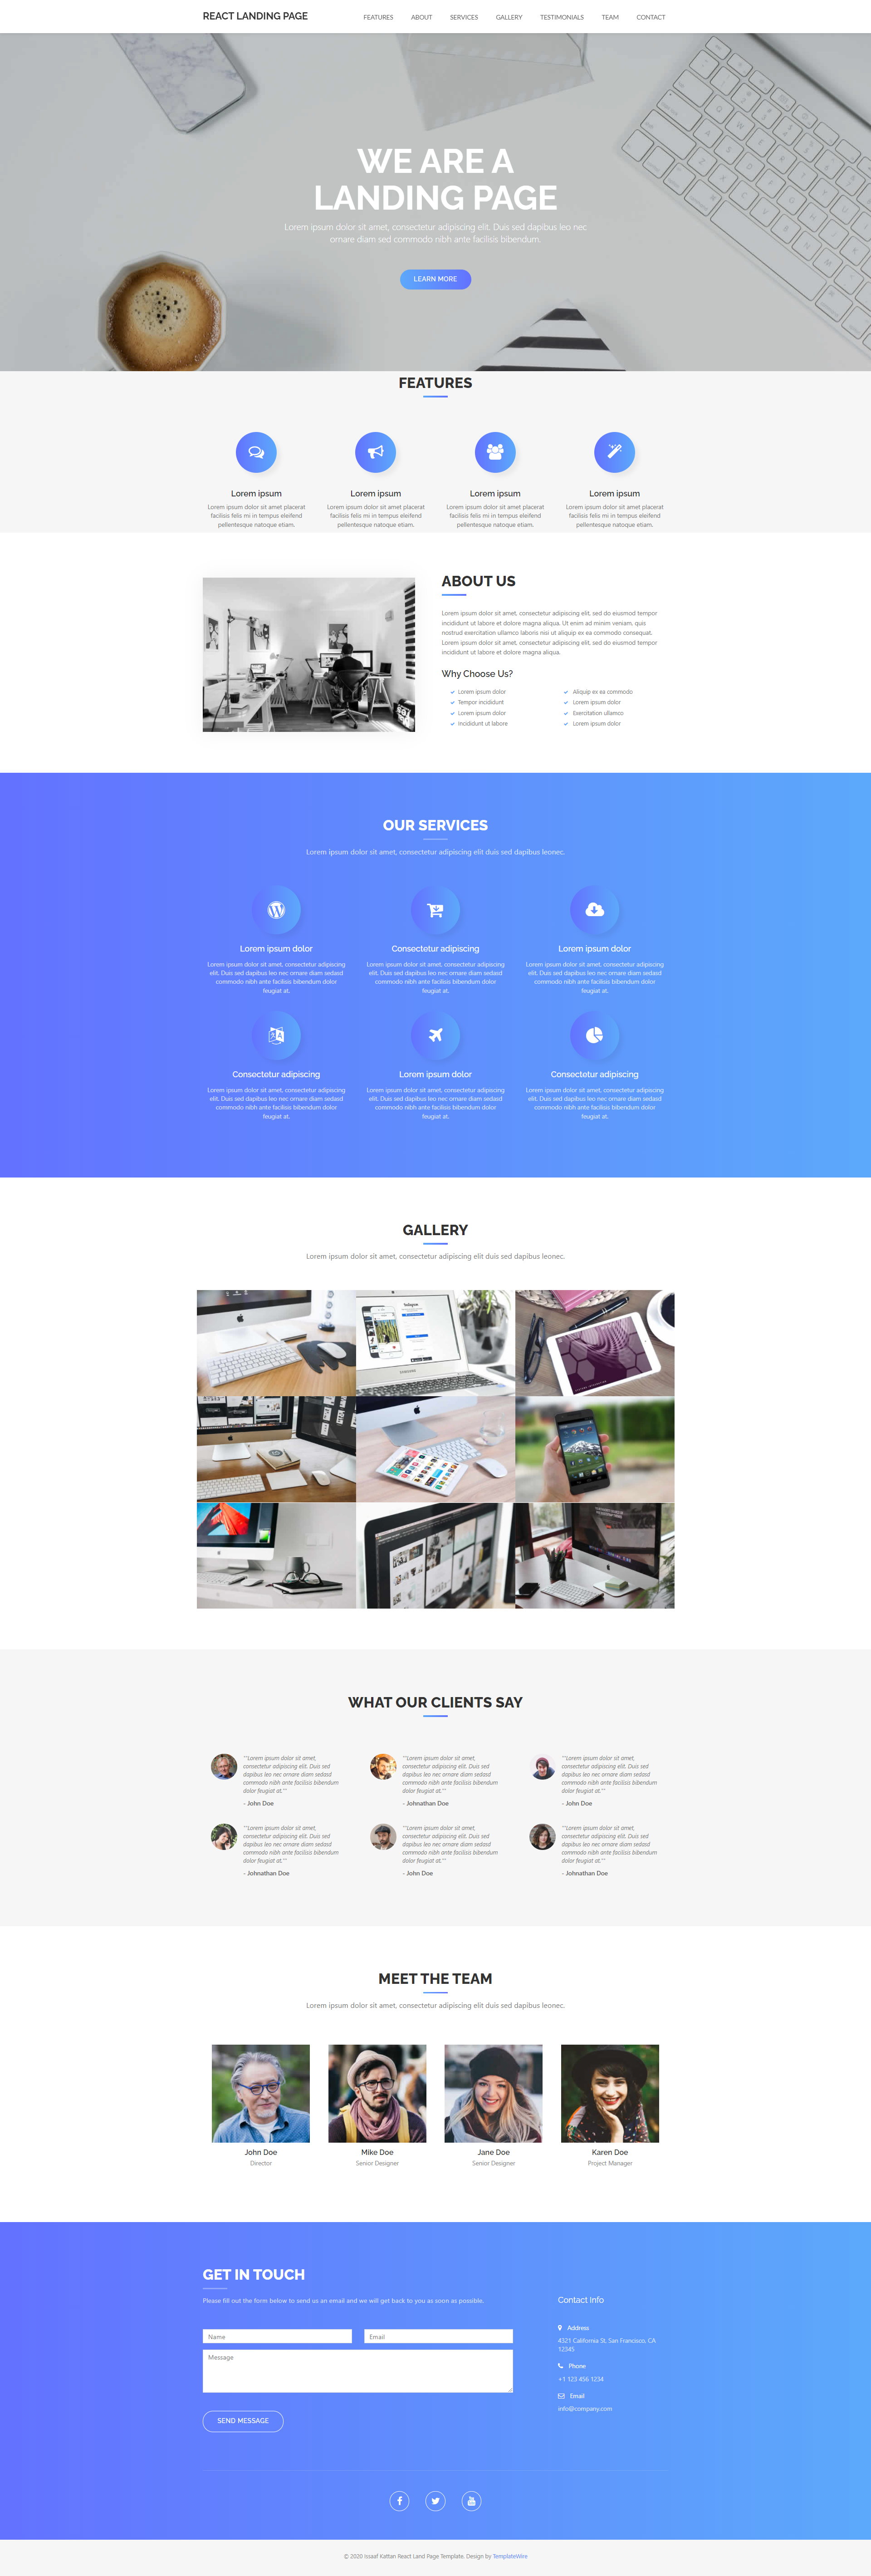 REACT LANDING PAGE
FEATURES ABOUT SERVICES GALLERY TESTIMONIALS TEAM CONTACT
WE ARE A
LANDING PAGE
Lorem ipsum dolor sit amet, consectetur adipiscing elit. Duis sed dapibus leo nec
ornare diam sed commodo nibh ante facilisis bibendum.
LEARN MORE
FEATURES
Lorem ipsum
Lorem ipsum dolor sit amet placerat
facilisis felis mi in tempus eleifend
pellentesque natoque etiam.
Lorem ipsum
Lorem ipsum dolor sit amet placerat
facilisis felis mi in tempus eleifend
pellentesque natoque etiam.
Lorem ipsum
Lorem ipsum dolor sit amet placerat
facilisis felis mi in tempus eleifend
pellentesque natoque etiam.
Lorem ipsum
Lorem ipsum dolor sit amet placerat
facilisis felis mi in tempus eleifend
pellentesque natoque etiam.
ABOUT US
Lorem ipsum dolor sit amet, consectetur adipiscing elit, sed do eiusmod tempor
incididunt ut labore et dolore magna aliqua. Ut enim ad minim veniam, quis
nostrud exercitation ullamco laboris nisi ut aliquip ex ea commodo consequat.
Lorem ipsum dolor sit amet, consectetur adipiscing elit, sed do eiusmod tempor
incididunt ut labore et dolore magna aliqua.
Why Choose Us?
Lorem ipsum dolor
Tempor incididunt
Lorem ipsum dolor
Incididunt ut labore
Aliquip ex ea commodo
Lorem ipsum dolor
Exercitation ullamco
Lorem ipsum dolor
OUR SERVICES
Lorem ipsum dolor sit amet, consectetur adipiscing elit duis sed dapibus leonec.
Lorem ipsum dolor
Lorem ipsum dolor sit amet, consectetur adipiscing
elit. Duis sed dapibus leo nec ornare diam sedasd
commodo nibh ante facilisis bibendum dolor
feugiat at.
Consectetur adipiscing
Lorem ipsum dolor sit amet, consectetur adipiscing
elit. Duis sed dapibus leo nec ornare diam sedasd
commodo nibh ante facilisis bibendum dolor
feugiat at.
Lorem ipsum dolor
Lorem ipsum dolor sit amet, consectetur adipiscing
elit. Duis sed dapibus leo nec ornare diam sedasd
commodo nibh ante facilisis bibendum dolor
feugiat at.
Consectetur adipiscing
Lorem ipsum dolor sit amet, consectetur adipiscing
elit. Duis sed dapibus leo nec ornare diam sedasd
commodo nibh ante facilisis bibendum dolor
feugiat at.
Lorem ipsum dolor
Lorem ipsum dolor sit amet, consectetur adipiscing
elit. Duis sed dapibus leo nec ornare diam sedasd
commodo nibh ante facilisis bibendum dolor
feugiat at.
Consectetur adipiscing
Lorem ipsum dolor sit amet, consectetur adipiscing
elit. Duis sed dapibus leo nec ornare diam sedasd
commodo nibh ante facilisis bibendum dolor
feugiat at.
GALLERY
Lorem ipsum dolor sit amet, consectetur adipiscing elit duis sed dapibus leonec.
WHAT OUR CLIENTS SAY
""Lorem ipsum dolor sit amet,
consectetur adipiscing elit. Duis sed
dapibus leo nec ornare diam sedasd
commodo nibh ante facilisis bibendum
dolor feugiat at.""
- John Doe
""Lorem ipsum dolor sit amet,
consectetur adipiscing elit. Duis sed
dapibus leo nec ornare diam sedasd
commodo nibh ante facilisis bibendum
dolor feugiat at.""
- Johnathan Doe
""Lorem ipsum dolor sit amet,
consectetur adipiscing elit. Duis sed
dapibus leo nec ornare diam sedasd
commodo nibh ante facilisis bibendum
dolor feugiat at.""
- John Doe
""Lorem ipsum dolor sit amet,
consectetur adipiscing elit. Duis sed
dapibus leo nec ornare diam sedasd
commodo nibh ante facilisis bibendum
dolor feugiat at.""
- Johnathan Doe
""Lorem ipsum dolor sit amet,
consectetur adipiscing elit. Duis sed
dapibus leo nec ornare diam sedasd
commodo nibh ante facilisis bibendum
dolor feugiat at.""
- John Doe
""Lorem ipsum dolor sit amet,
consectetur adipiscing elit. Duis sed
dapibus leo nec ornare diam sedasd
commodo nibh ante facilisis bibendum
dolor feugiat at.""
- Johnathan Doe
MEET THE TEAM
Lorem ipsum dolor sit amet, consectetur adipiscing elit duis sed dapibus leonec.
John Doe
Director
Mike Doe
Senior Designer
Jane Doe
Senior Designer
Karen Doe
Project Manager
GET IN TOUCH
Please fill out the form below to send us an email and we will get back to you as soon as possible.
Name
Email
Message
SEND MESSAGE
Contact Info
Address
4321 California St, San Francisco, CA
12345
Phone
+1 123 456 1234
Email
info@company.com
© 2020 Issaaf Kattan React Land Page Template. Design by TemplateWire